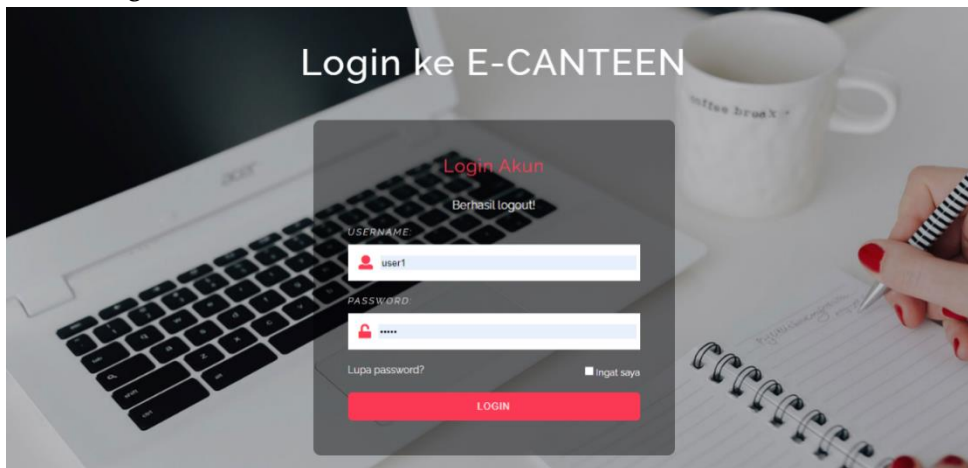 Login ke E-CANTEEN
coffee break
acer
Login Akun
Berhasil logout!
USERNAME:
user1
PASSWORD:
•••••
Lupa password?
Ingat saya
LOGIN